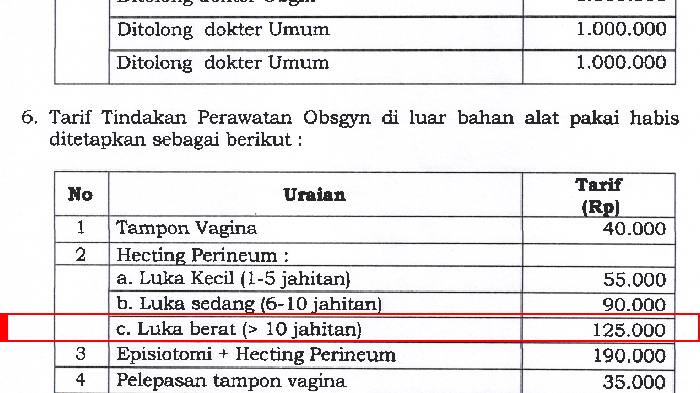 Ditolong dokter Umum 1.000.000
Ditolong dokter Umum 1.000.000
6. Tarif Tindakan Perawatan Obsgyn di luar bahan alat pakai habis
ditetapkan sebagai berikut :
No Uraian Tarif
(Rp)
1 Tampon Vagina 40.000
2 Hecting Perineum :
a. Luka Kecil (1-5 jahitan) 55.000
b. Luka sedang (6-10 jahitan) 90.000
c. Luka berat (> 10 jahitan) 125.000
3 Episiotomi + Hecting Perineum 190.000
4 Pelepasan tampon vagina 35.000